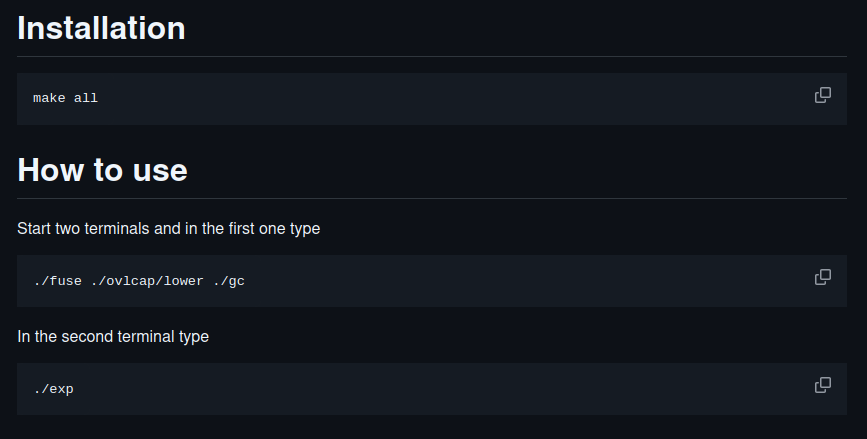 Installation
make all
How to use
Start two terminals and in the first one type
./fuse ./ovlcap/lower ./gc
In the second terminal type
./exp